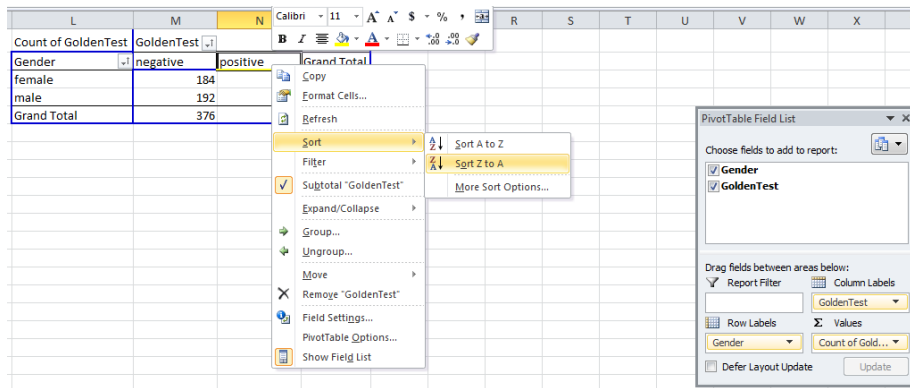 Calibri 11 A A $ % ,
B I A .00 .0 .00
L M N R S T U V W X
Count of GoldenTest GoldenTest
Gender negative positive Grand Total
female 184
male 192
Grand Total 376
Copy
Format Cells...
Refresh
Sort
Filter
Subtotal "GoldenTest"
Expand/Collapse
Group...
Ungroup...
Move
Remove "GoldenTest"
Field Settings...
PivotTable Options...
Show Field List
Sort A to Z
Sort Z to A
More Sort Options...
PivotTable Field List
Choose fields to add to report:
Gender
GoldenTest
Drag fields between areas below:
Report Filter Column Labels
GoldenTest
Row Labels Σ Values
Gender Count of Gold...
Defer Layout Update Update